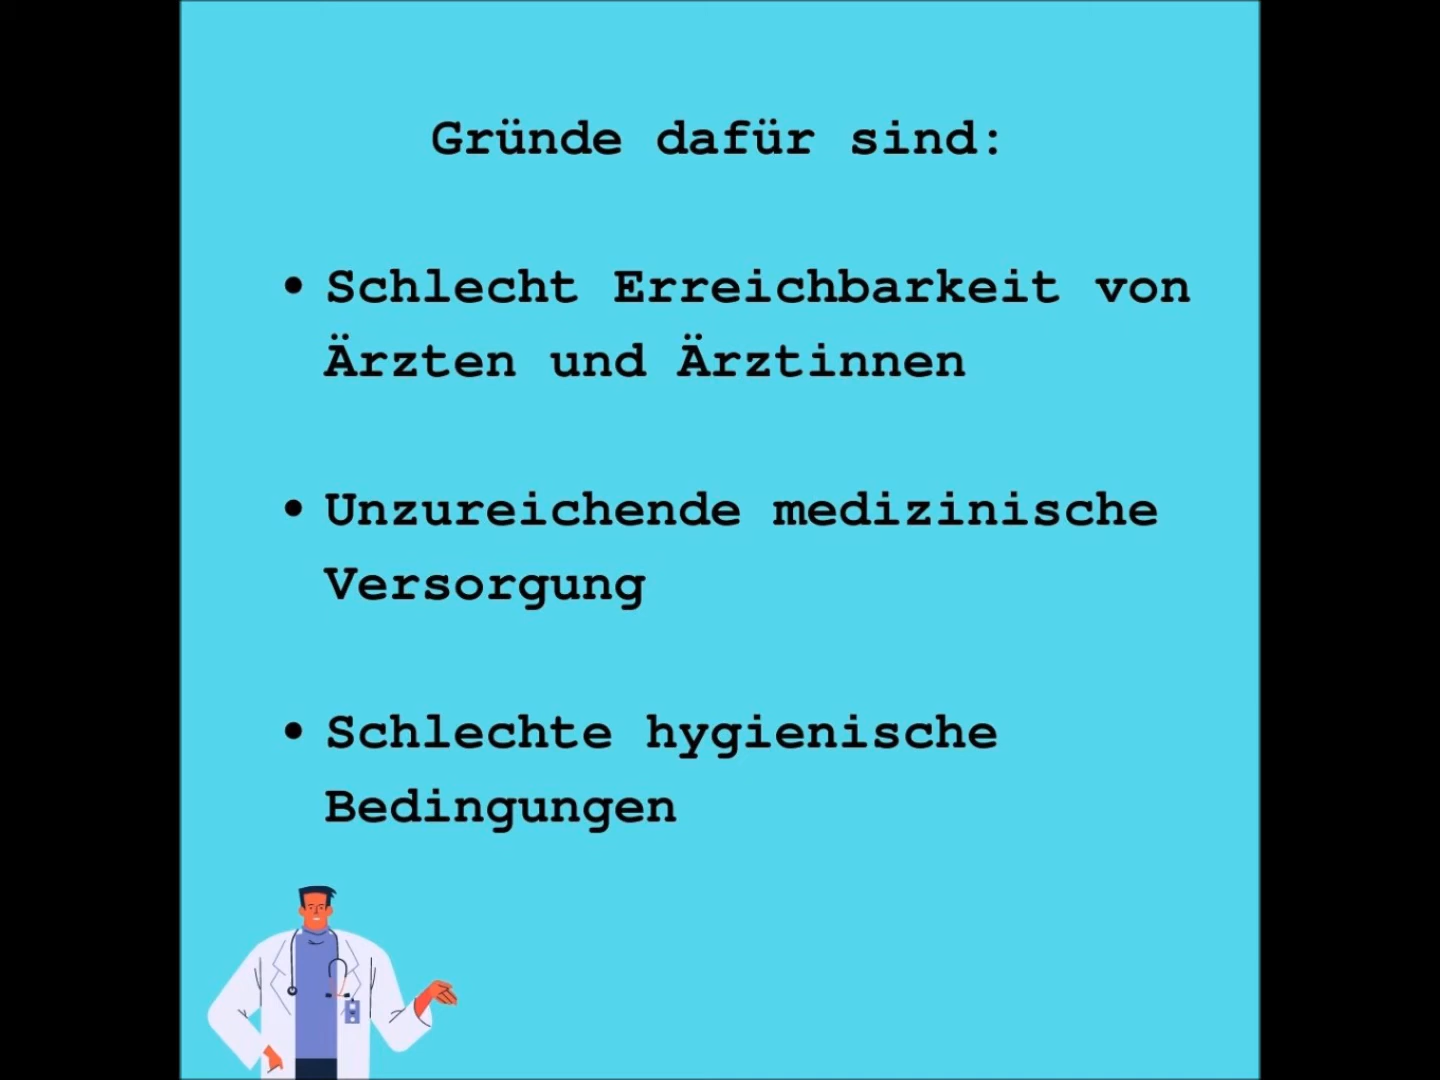 Gründe dafür sind:
• Schlecht Erreichbarkeit von
Ärzten und Ärztinnen
• Unzureichende medizinische
Versorgung
• Schlechte hygienische
Bedingungen